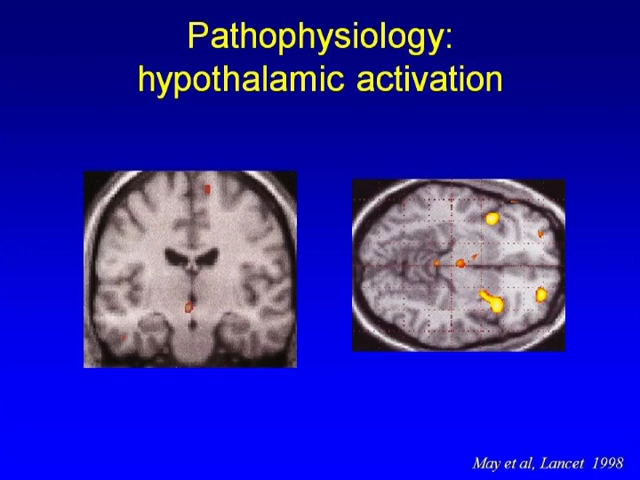 Pathophysiology:
hypothalamic activation
May et al, Lancet 1998